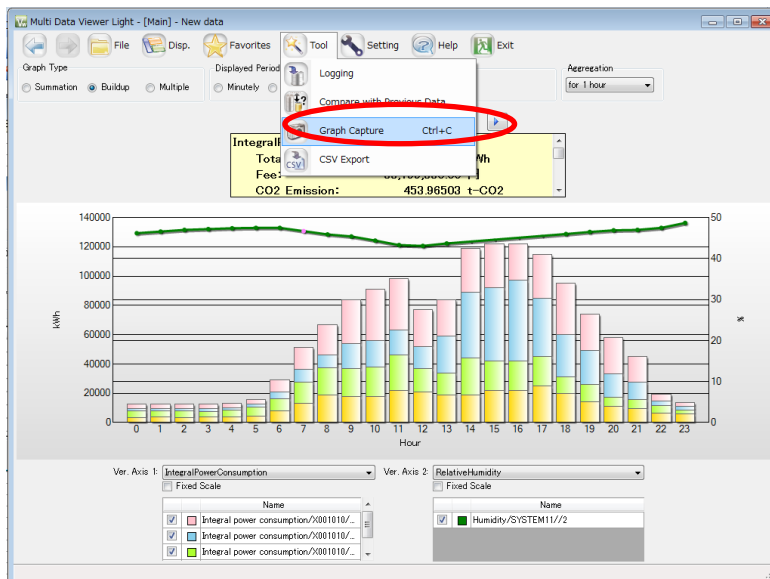 Multi Data Viewer Light - [Main] - New data
File Disp. Favorites Tool Setting Help Exit
Graph Type
Summation Buildup Multiple
Displayed Period
Minutely
Aggregation
for 1 hour
Logging
Compare with Previous Data
Graph Capture Ctrl+C
CSV Export
CO2 Emission: 453.96503 t-CO2
140000
120000
100000
80000
60000
40000
20000
0
kWh
50
40
30
20
10
0
%
0 1 2 3 4 5 6 7 8 9 10 11 12 13 14 15 16 17 18 19 20 21 22 23
Hour
Ver. Axis 1: IntegralPowerConsumption
Fixed Scale
Name
Integral power consumption/X001010/...
Integral power consumption/X001010/...
Integral power consumption/X001010/...
Ver. Axis 2: RelativeHumidity
Fixed Scale
Name
Humidity/SYSTEM11//2